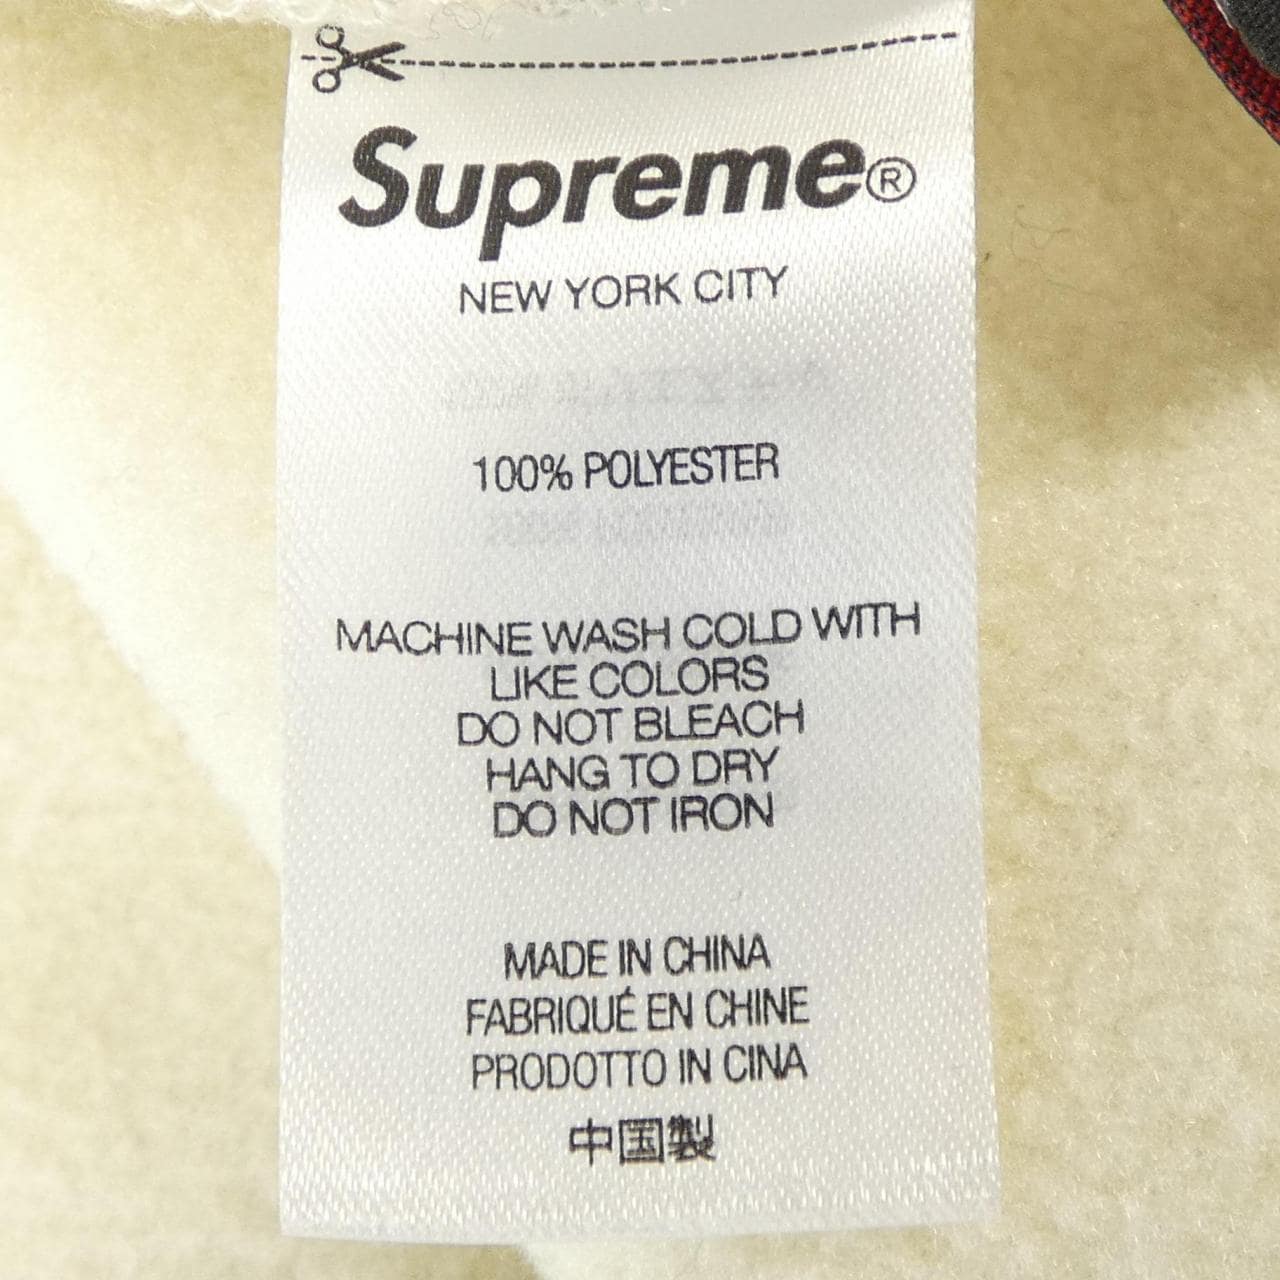 Supreme®
NEW YORK CITY
100% POLYESTER
MACHINE WASH COLD WITH
LIKE COLORS
DO NOT BLEACH
HANG TO DRY
DO NOT IRON
MADE IN CHINA
FABRIQUÉ EN CHINE
PRODOTTO IN CINA
中国製